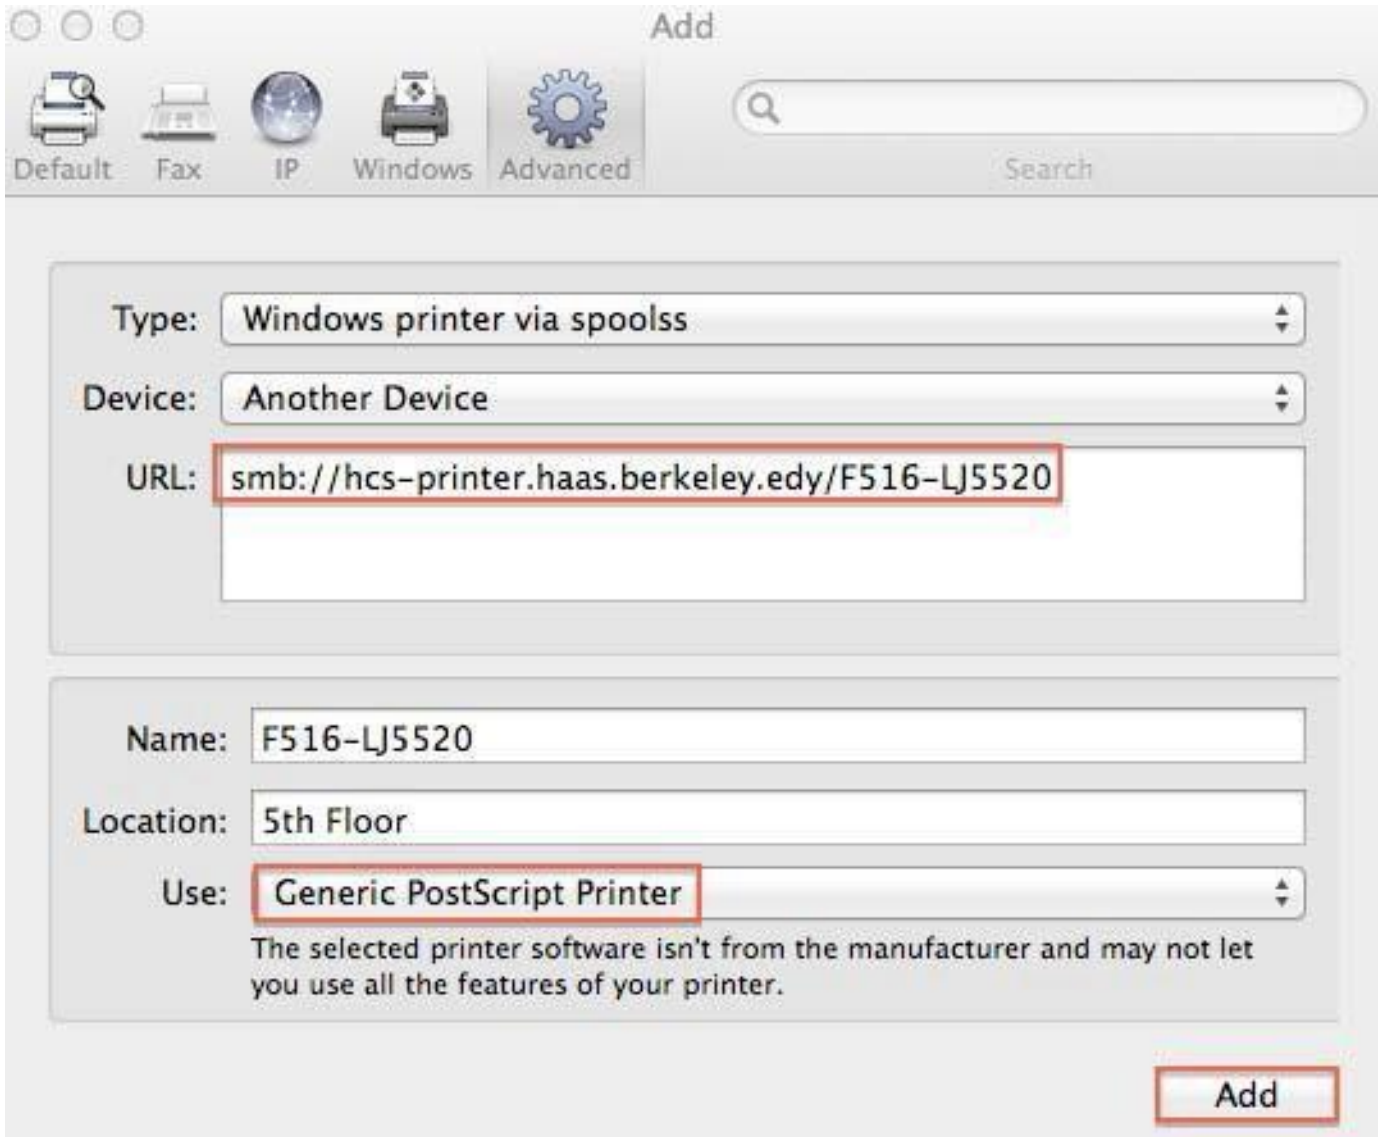 Add
Default Fax IP Windows Advanced Search
Type: Windows printer via spoolss
Device: Another Device
URL: smb://hcs-printer.haas.berkeley.edy/F516-LJ5520
Name: F516-LJ5520
Location: 5th Floor
Use: Generic PostScript Printer
The selected printer software isn't from the manufacturer and may not let
you use all the features of your printer.
Add